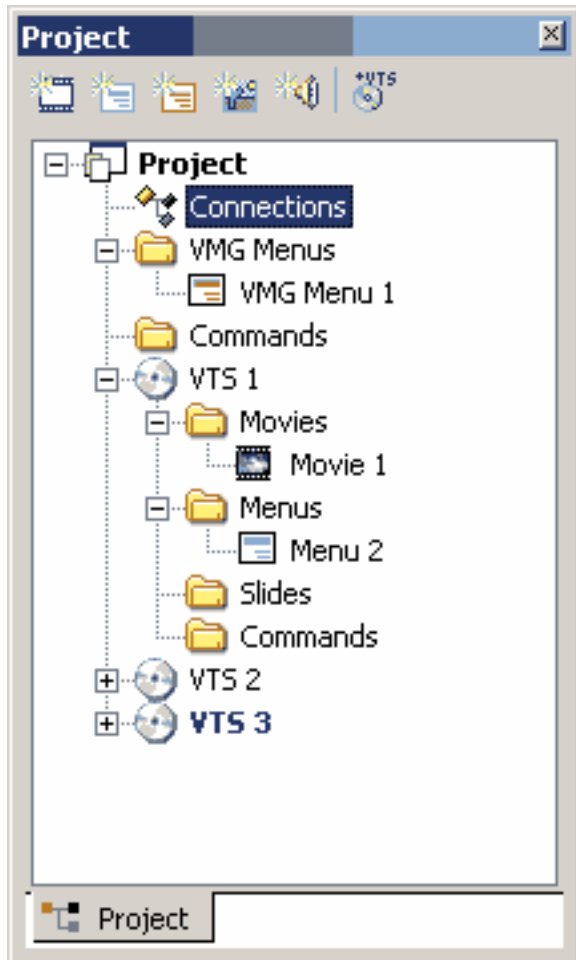 Project
+VTS
Project
Connections
VMG Menus
VMG Menu 1
Commands
VTS 1
Movies
Movie 1
Menus
Menu 2
Slides
Commands
VTS 2
VTS 3
Project